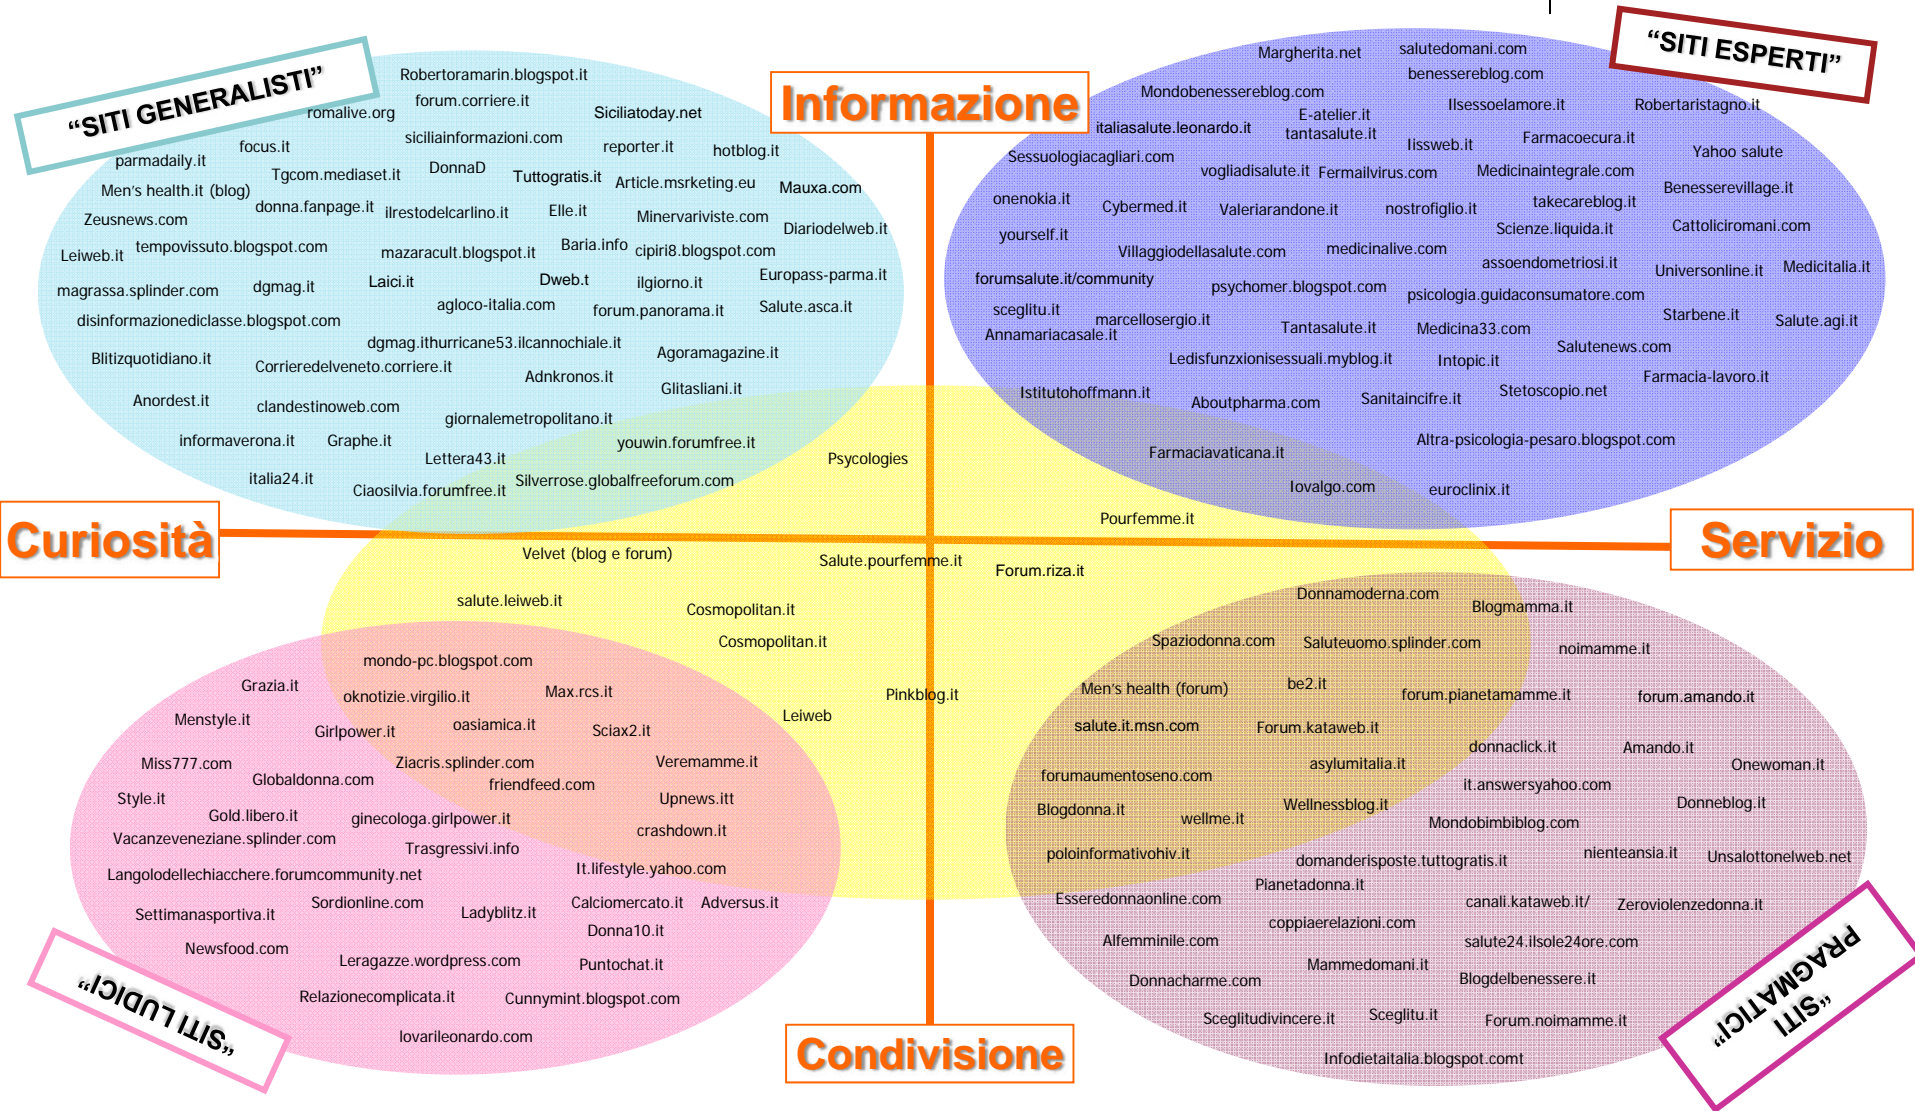 “SITI GENERALISTI”
Robertoramarin.blogspot.it
romalive.org
forum.corriere.it
Siciliatoday.net
siciliainformazioni.com
focus.it
reporter.it
hotblog.it
parmadaily.it
Tgcom.mediaset.it
DonnaD
Tuttogratis.it
Article.msrketing.eu
Mauxa.com
Men’s health.it (blog)
donna.fanpage.it
ilrestodelcarlino.it
Elle.it
Minervariviste.com
Zeusnews.com
Diariodelweb.it
Leiweb.it
tempovissuto.blogspot.com
mazaracult.blogspot.it
Baria.info
cipiri8.blogspot.com
Europass-parma.it
magrassa.splinder.com
dgmag.it
Laici.it
Dweb.t
ilgiorno.it
agloco-italia.com
forum.panorama.it
Salute.asca.it
disinformazionediclasse.blogspot.com
dgmag.ithurricane53.ilcannochiale.it
Blitizquotidiano.it
Corrieredelveneto.corriere.it
Agoramagazine.it
Adnkronos.it
Glitasliani.it
Anordest.it
clandestinoweb.com
giornalemetropolitano.it
informaverona.it
Graphe.it
youwin.forumfree.it
Lettera43.it
italia24.it
Ciaosilvia.forumfree.it
Silverrose.globalfreeforum.com
Informazione
“SITI ESPERTI”
Margherita.net
salutedomani.com
benessereblog.com
Mondobenessereblog.com
Ilsessoelamore.it
Robertaristagno.it
E-atelier.it
italiasalute.leonardo.it
tantasalute.it
Iissweb.it
Farmacoecura.it
Yahoo salute
Sessuologiacagliari.com
vogliadisalute.it
Fermailvirus.com
Medicinaintegrale.com
Benesserevillage.it
onenokia.it
Cybermed.it
Valeriarandone.it
nostrofiglio.it
takecareblog.it
Cattoliciromani.com
yourself.it
Scienze.liquida.it
Villaggiodellasalute.com
medicinalive.com
assoendometriosi.it
Universonline.it
Medicitalia.it
forumsalute.it/community
psychomer.blogspot.com
psicologia.guidaconsumatore.com
sceglitu.it
marcellosergio.it
Starbene.it
Salute.agi.it
Annamariacasale.it
Tantasalute.it
Medicina33.com
Salutenews.com
Ledisfunzxionisessuali.myblog.it
Intopic.it
Farmacia-lavoro.it
Istitutohoffmann.it
Aboutpharma.com
Sanitaincifre.it
Stetoscopio.net
Altra-psicologia-pesaro.blogspot.com
Farmaciavaticana.it
Iovalgo.com
euroclinix.it
Psycologies
Pourfemme.it
Curiosità
Servizio
Velvet (blog e forum)
Salute.pourfemme.it
Forum.riza.it
salute.leiweb.it
Cosmopolitan.it
Cosmopolitan.it
Pinkblog.it
Leiweb
mondo-pc.blogspot.com
Grazia.it
oknotizie.virgilio.it
Max.rcs.it
Menstyle.it
Girlpower.it
oasiamica.it
Sciax2.it
Miss777.com
Ziacris.splinder.com
Veremamme.it
Globaldonna.com
friendfeed.com
Style.it
Upnews.itt
Gold.libero.it
ginecologa.girlpower.it
crashdown.it
Vacanzeveneziane.splinder.com
Trasgressivi.info
Langolodellechiacchere.forumcommunity.net
It.lifestyle.yahoo.com
Settimanasportiva.it
Sordionline.com
Ladyblitz.it
Calciomercato.it
Adversus.it
Donna10.it
Newsfood.com
Leragazze.wordpress.com
Puntochat.it
Relazionecomplicata.it
Cunnymint.blogspot.com
lovarileonardo.com
“SITI LUDICI”
Condivisione
Donnamoderna.com
Blogmamma.it
Spaziodonna.com
Saluteuomo.splinder.com
noimamme.it
Men’s health (forum)
be2.it
forum.pianetamamme.it
forum.amando.it
salute.it.msn.com
Forum.kataweb.it
donnaclick.it
Amando.it
forumaumentoseno.com
asylumitalia.it
Onewoman.it
it.answersyahoo.com
Blogdonna.it
wellme.it
Wellnessblog.it
Donneblog.it
Mondobimbiblog.com
poloinformativohiv.it
domanderisposte.tuttogratis.it
nienteansia.it
Unsalottonelweb.net
Pianetadonna.it
Esseredonnaonline.com
canali.kataweb.it/
Zeroviolenzedonna.it
coppiaerelazioni.com
Alfemminile.com
salute24.ilsole24ore.com
Mammedomani.it
Donnacharme.com
Blogdelbenessere.it
Sceglitudivincere.it
Sceglitu.it
Forum.noimamme.it
Infodietaitalia.blogspot.comt
“SITI
PRAGMATICI”